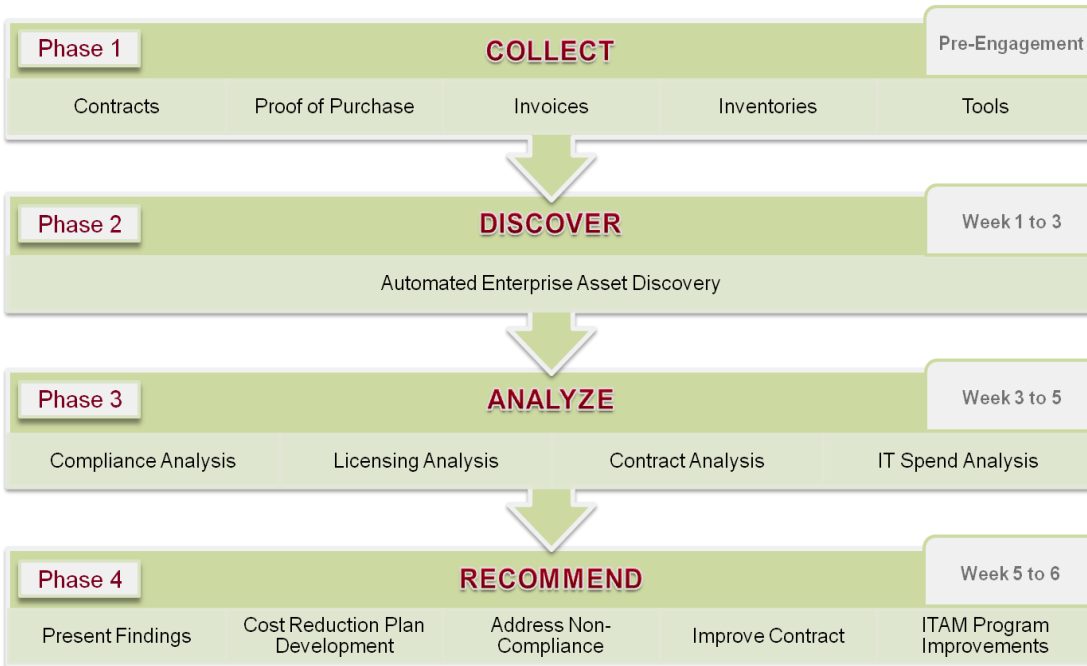 Phase 1
COLLECT
Pre-Engagement
Contracts
Proof of Purchase
Invoices
Inventories
Tools
Phase 2
DISCOVER
Week 1 to 3
Automated Enterprise Asset Discovery
Phase 3
ANALYZE
Week 3 to 5
Compliance Analysis
Licensing Analysis
Contract Analysis
IT Spend Analysis
Phase 4
RECOMMEND
Week 5 to 6
Present Findings
Cost Reduction Plan
Development
Address Non-
Compliance
Improve Contract
ITAM Program
Improvements